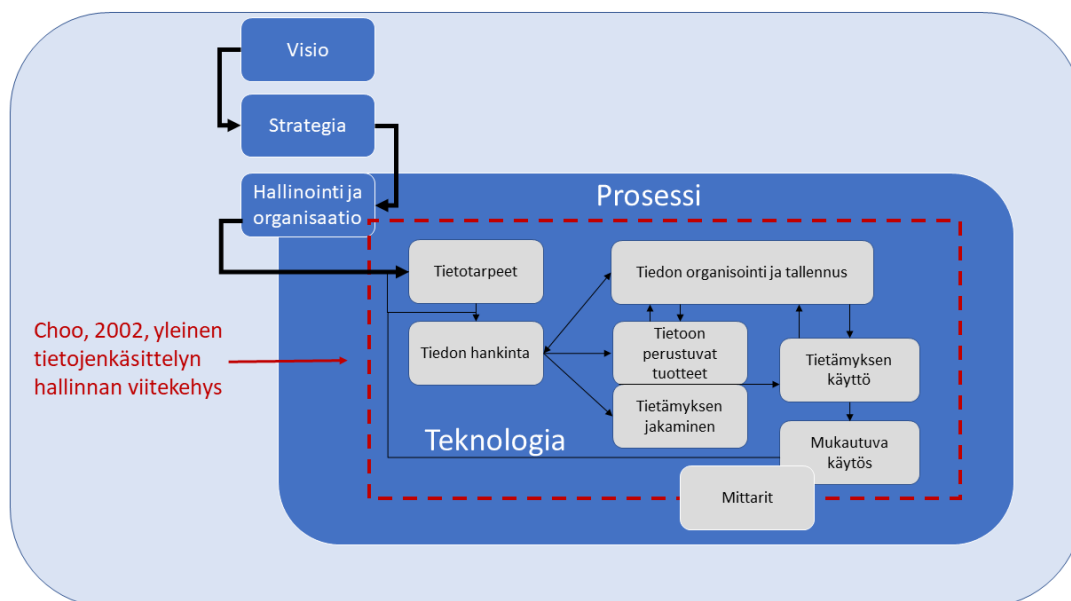 Visio
Strategia
Hallinointi ja
organisaatio
Prosessi
Tietotarpeet
Tiedon organisointi ja tallennus
Choo, 2002, yleinen
tietojenkäsittelyn
hallinnan viitekehys
Tiedon hankinta
Tietoon
perustuvat
tuotteet
Tietämyksen
käyttö
Tietämyksen
jakaminen
Teknologia
Mukautuva
käytös
Mittarit